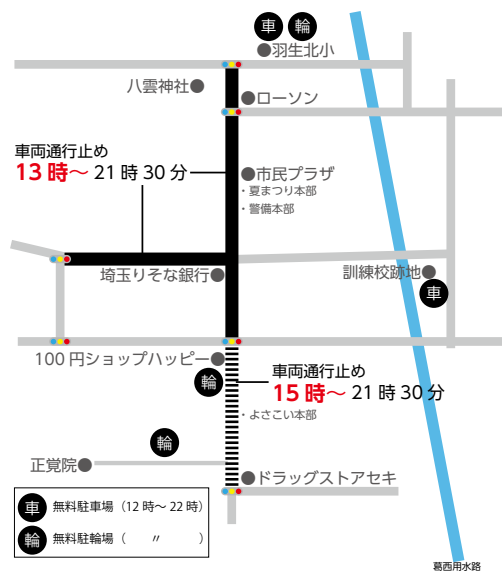 車 輪
羽生北小
八雲神社
ローソン
車両通行止め
13時～21時30分
市民プラザ
・夏まつり本部
・警備本部
埼玉りそな銀行
訓練校跡地
車
100円ショップハッピー
車両通行止め
輪
15時～21時30分
・よさこい本部
輪
正覚院
ドラッグストアセキ
車 無料駐車場（12時～22時）
輪 無料駐輪場（ 〃 ）
葛西用水路